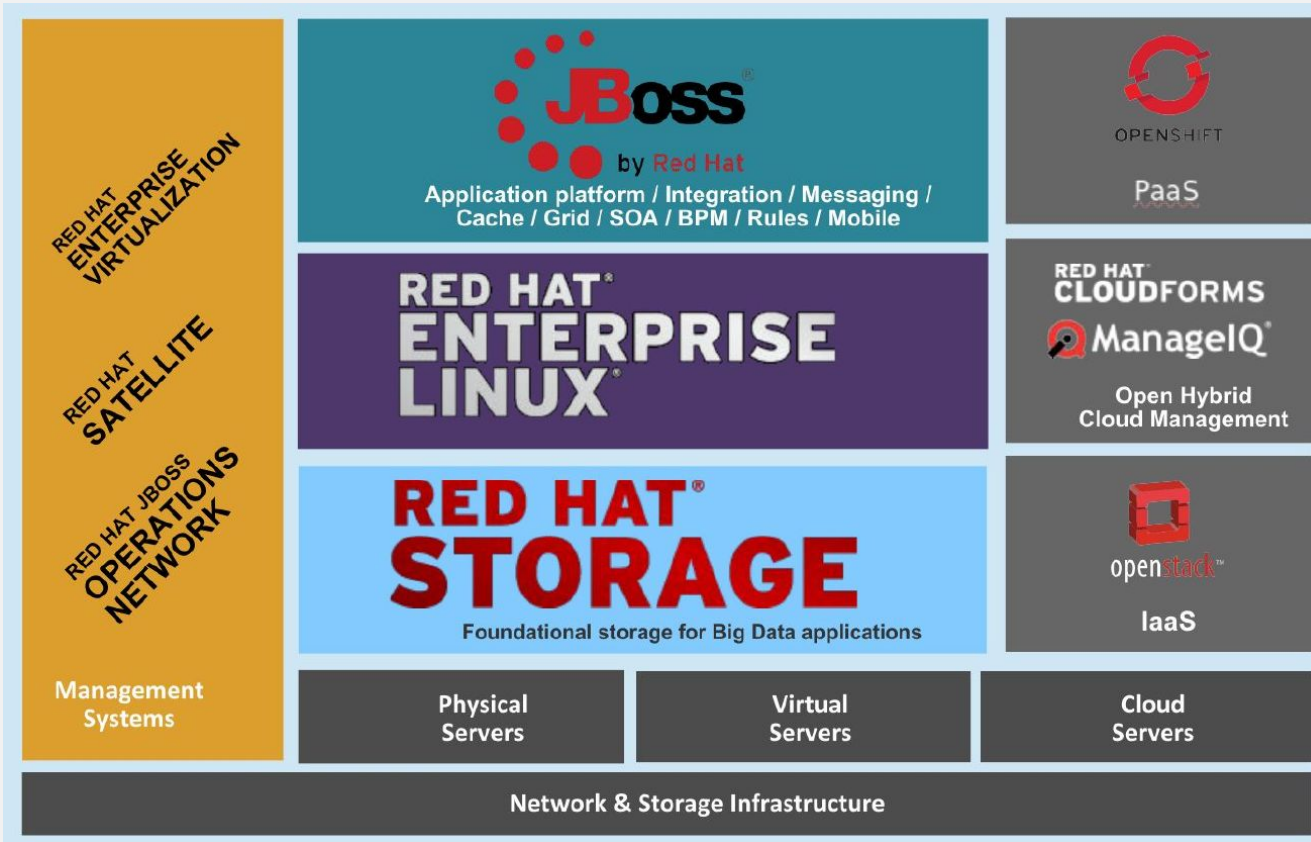 RED HAT
ENTERPRISE
VIRTUALIZATION
RED HAT
SATELLITE
RED HAT JBOSS
OPERATIONS
NETWORK
Management
Systems
JBoss®
by Red Hat
Application platform / Integration / Messaging /
Cache / Grid / SOA / BPM / Rules / Mobile
RED HAT®
ENTERPRISE
LINUX®
RED HAT®
STORAGE
Foundational storage for Big Data applications
OPENSHIFT
PaaS
RED HAT®
CLOUDFORMS
ManageIQ®
Open Hybrid
Cloud Management
openstack™
IaaS
Physical
Servers
Virtual
Servers
Cloud
Servers
Network & Storage Infrastructure